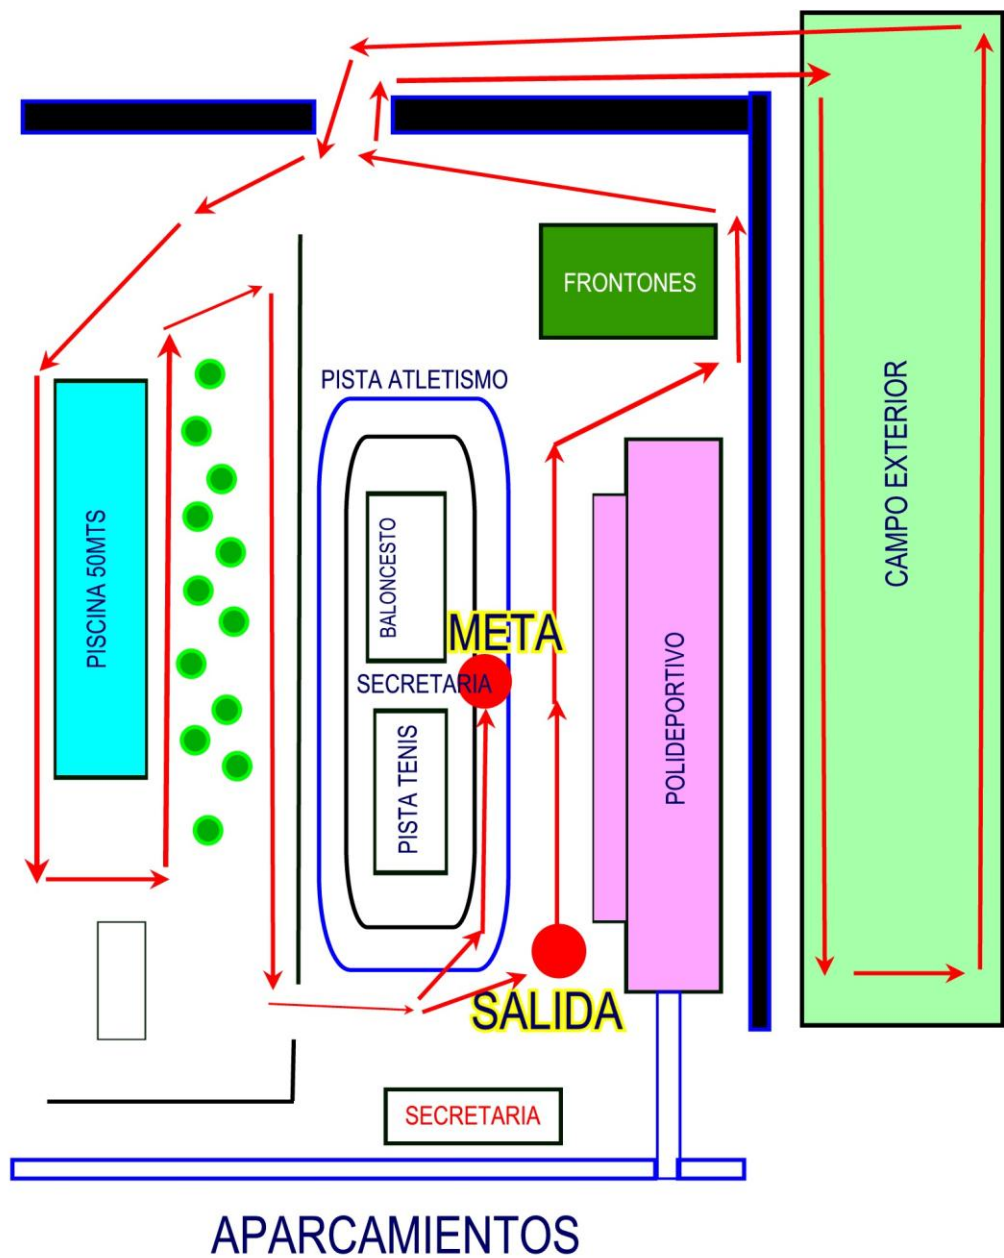 FRONTONES
PISTA ATLETISMO
CAMPO EXTERIOR
BALONCESTO
PISCINA 50MTS
META
SECRETARIA
POLIDEPORTIVO
PISTA TENIS
SALIDA
SECRETARIA
APARCAMIENTOS